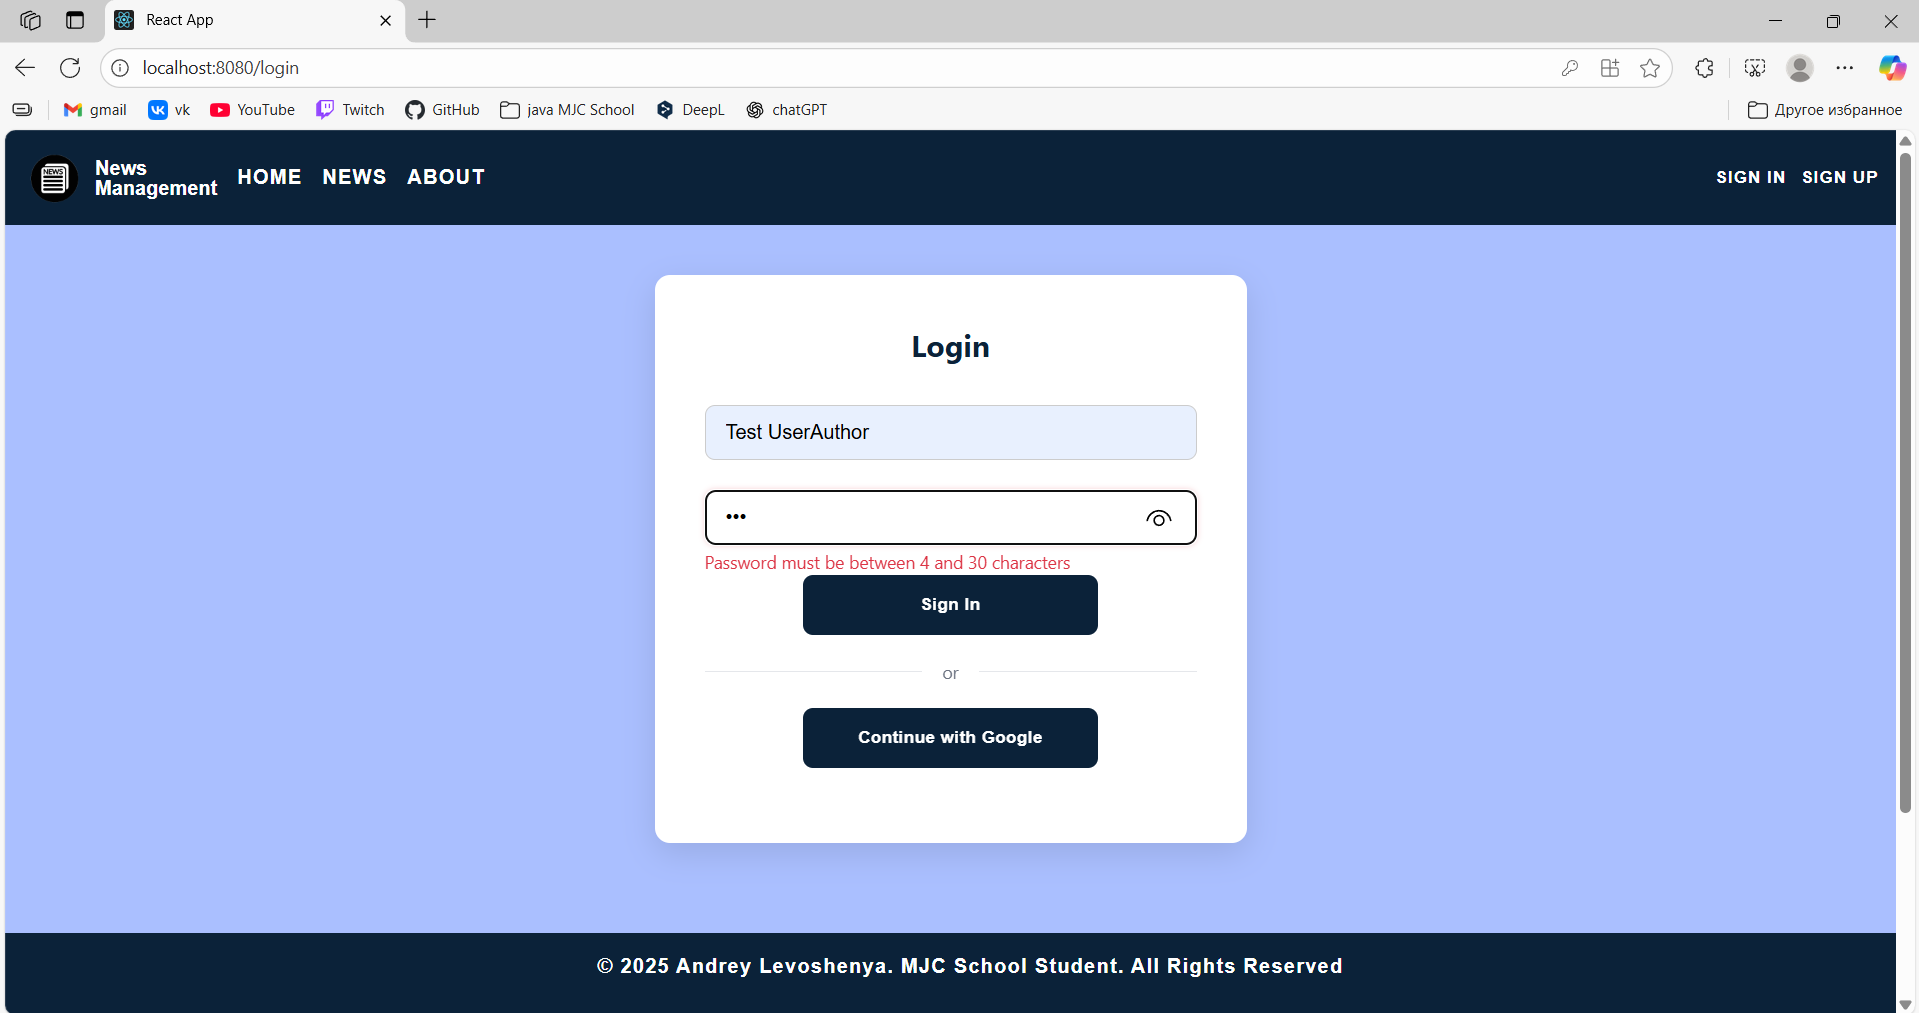 React App
localhost:8080/login
gmail
vk
YouTube
Twitch
GitHub
java MJC School
DeepL
chatGPT
Другое избранное
NEWS
News
Management
HOME
NEWS
ABOUT
SIGN IN
SIGN UP
Login
Test UserAuthor
•••
Password must be between 4 and 30 characters
Sign In
or
Continue with Google
© 2025 Andrey Levoshenya. MJC School Student. All Rights Reserved